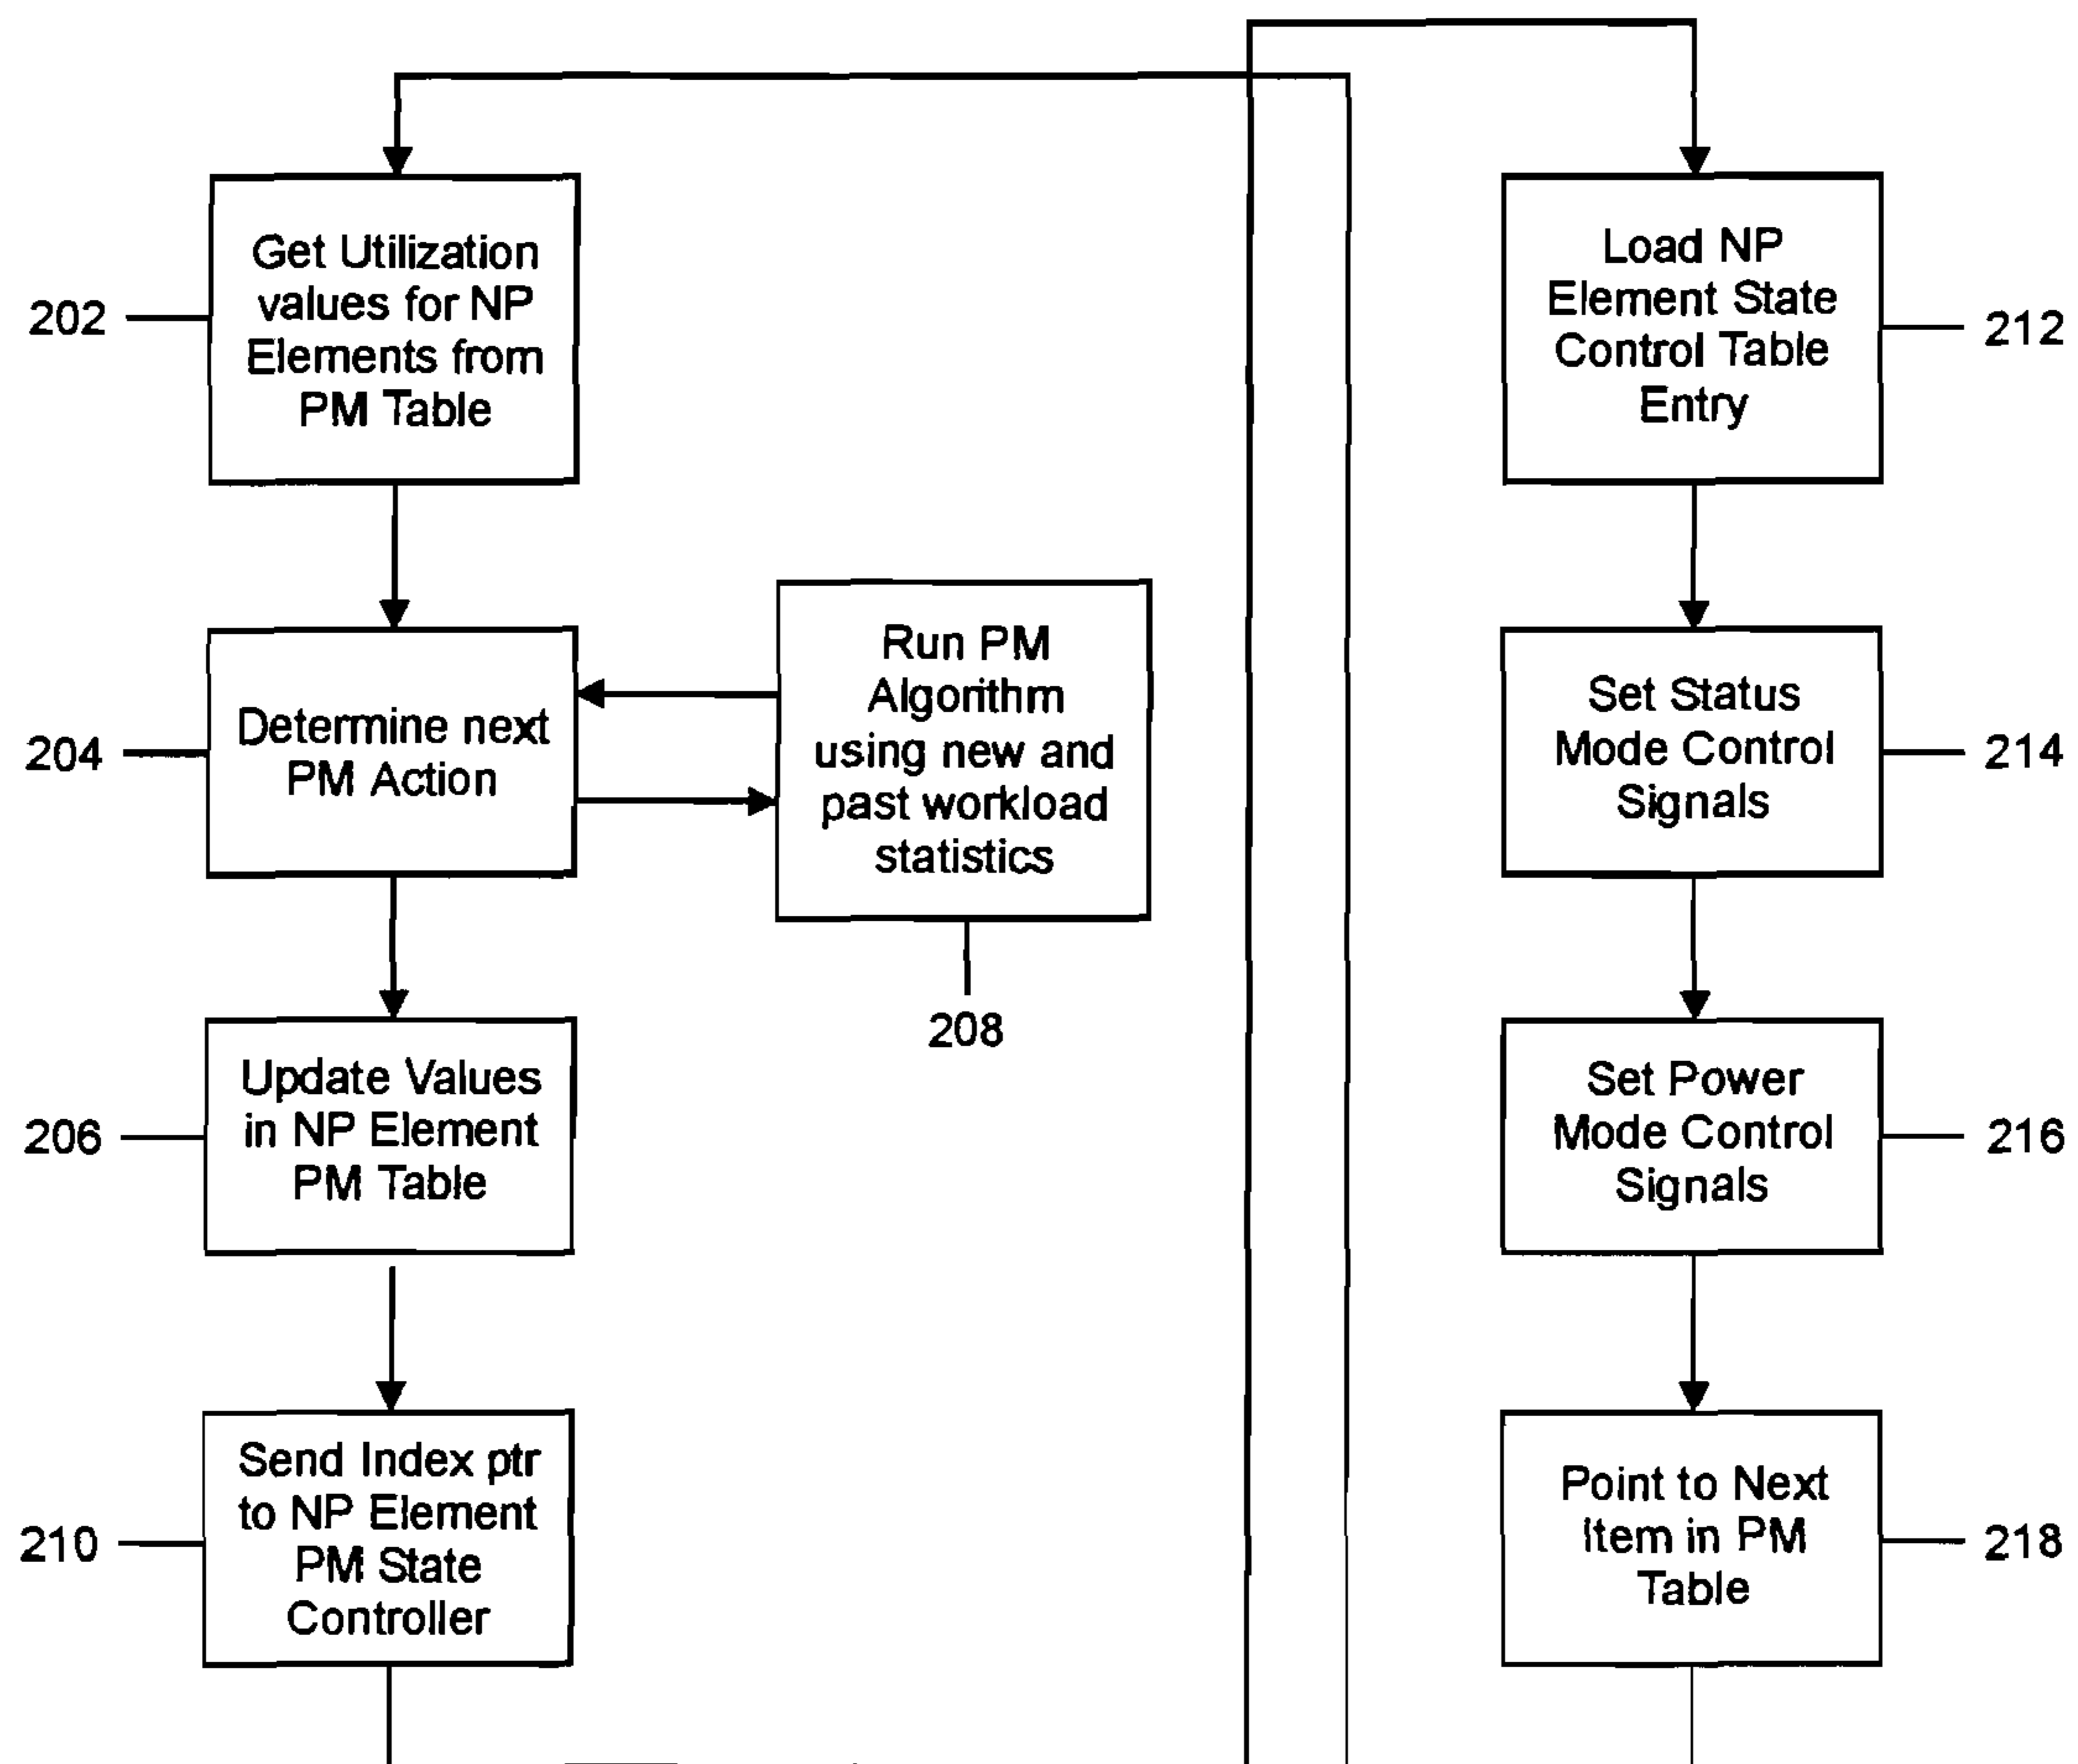 202
Get Utilization
values for NP
Elements from
PM Table
204
Determine next
PM Action
Run PM
Algorithm
using new and
past workload
statistics
208
206
Update Values
in NP Element
PM Table
210
Send Index ptr
to NP Element
PM State
Controller
Load NP
Element State
Control Table
Entry
212
Set Status
Mode Control
Signals
214
Set Power
Mode Control
Signals
216
Point to Next
Item in PM
Table
218